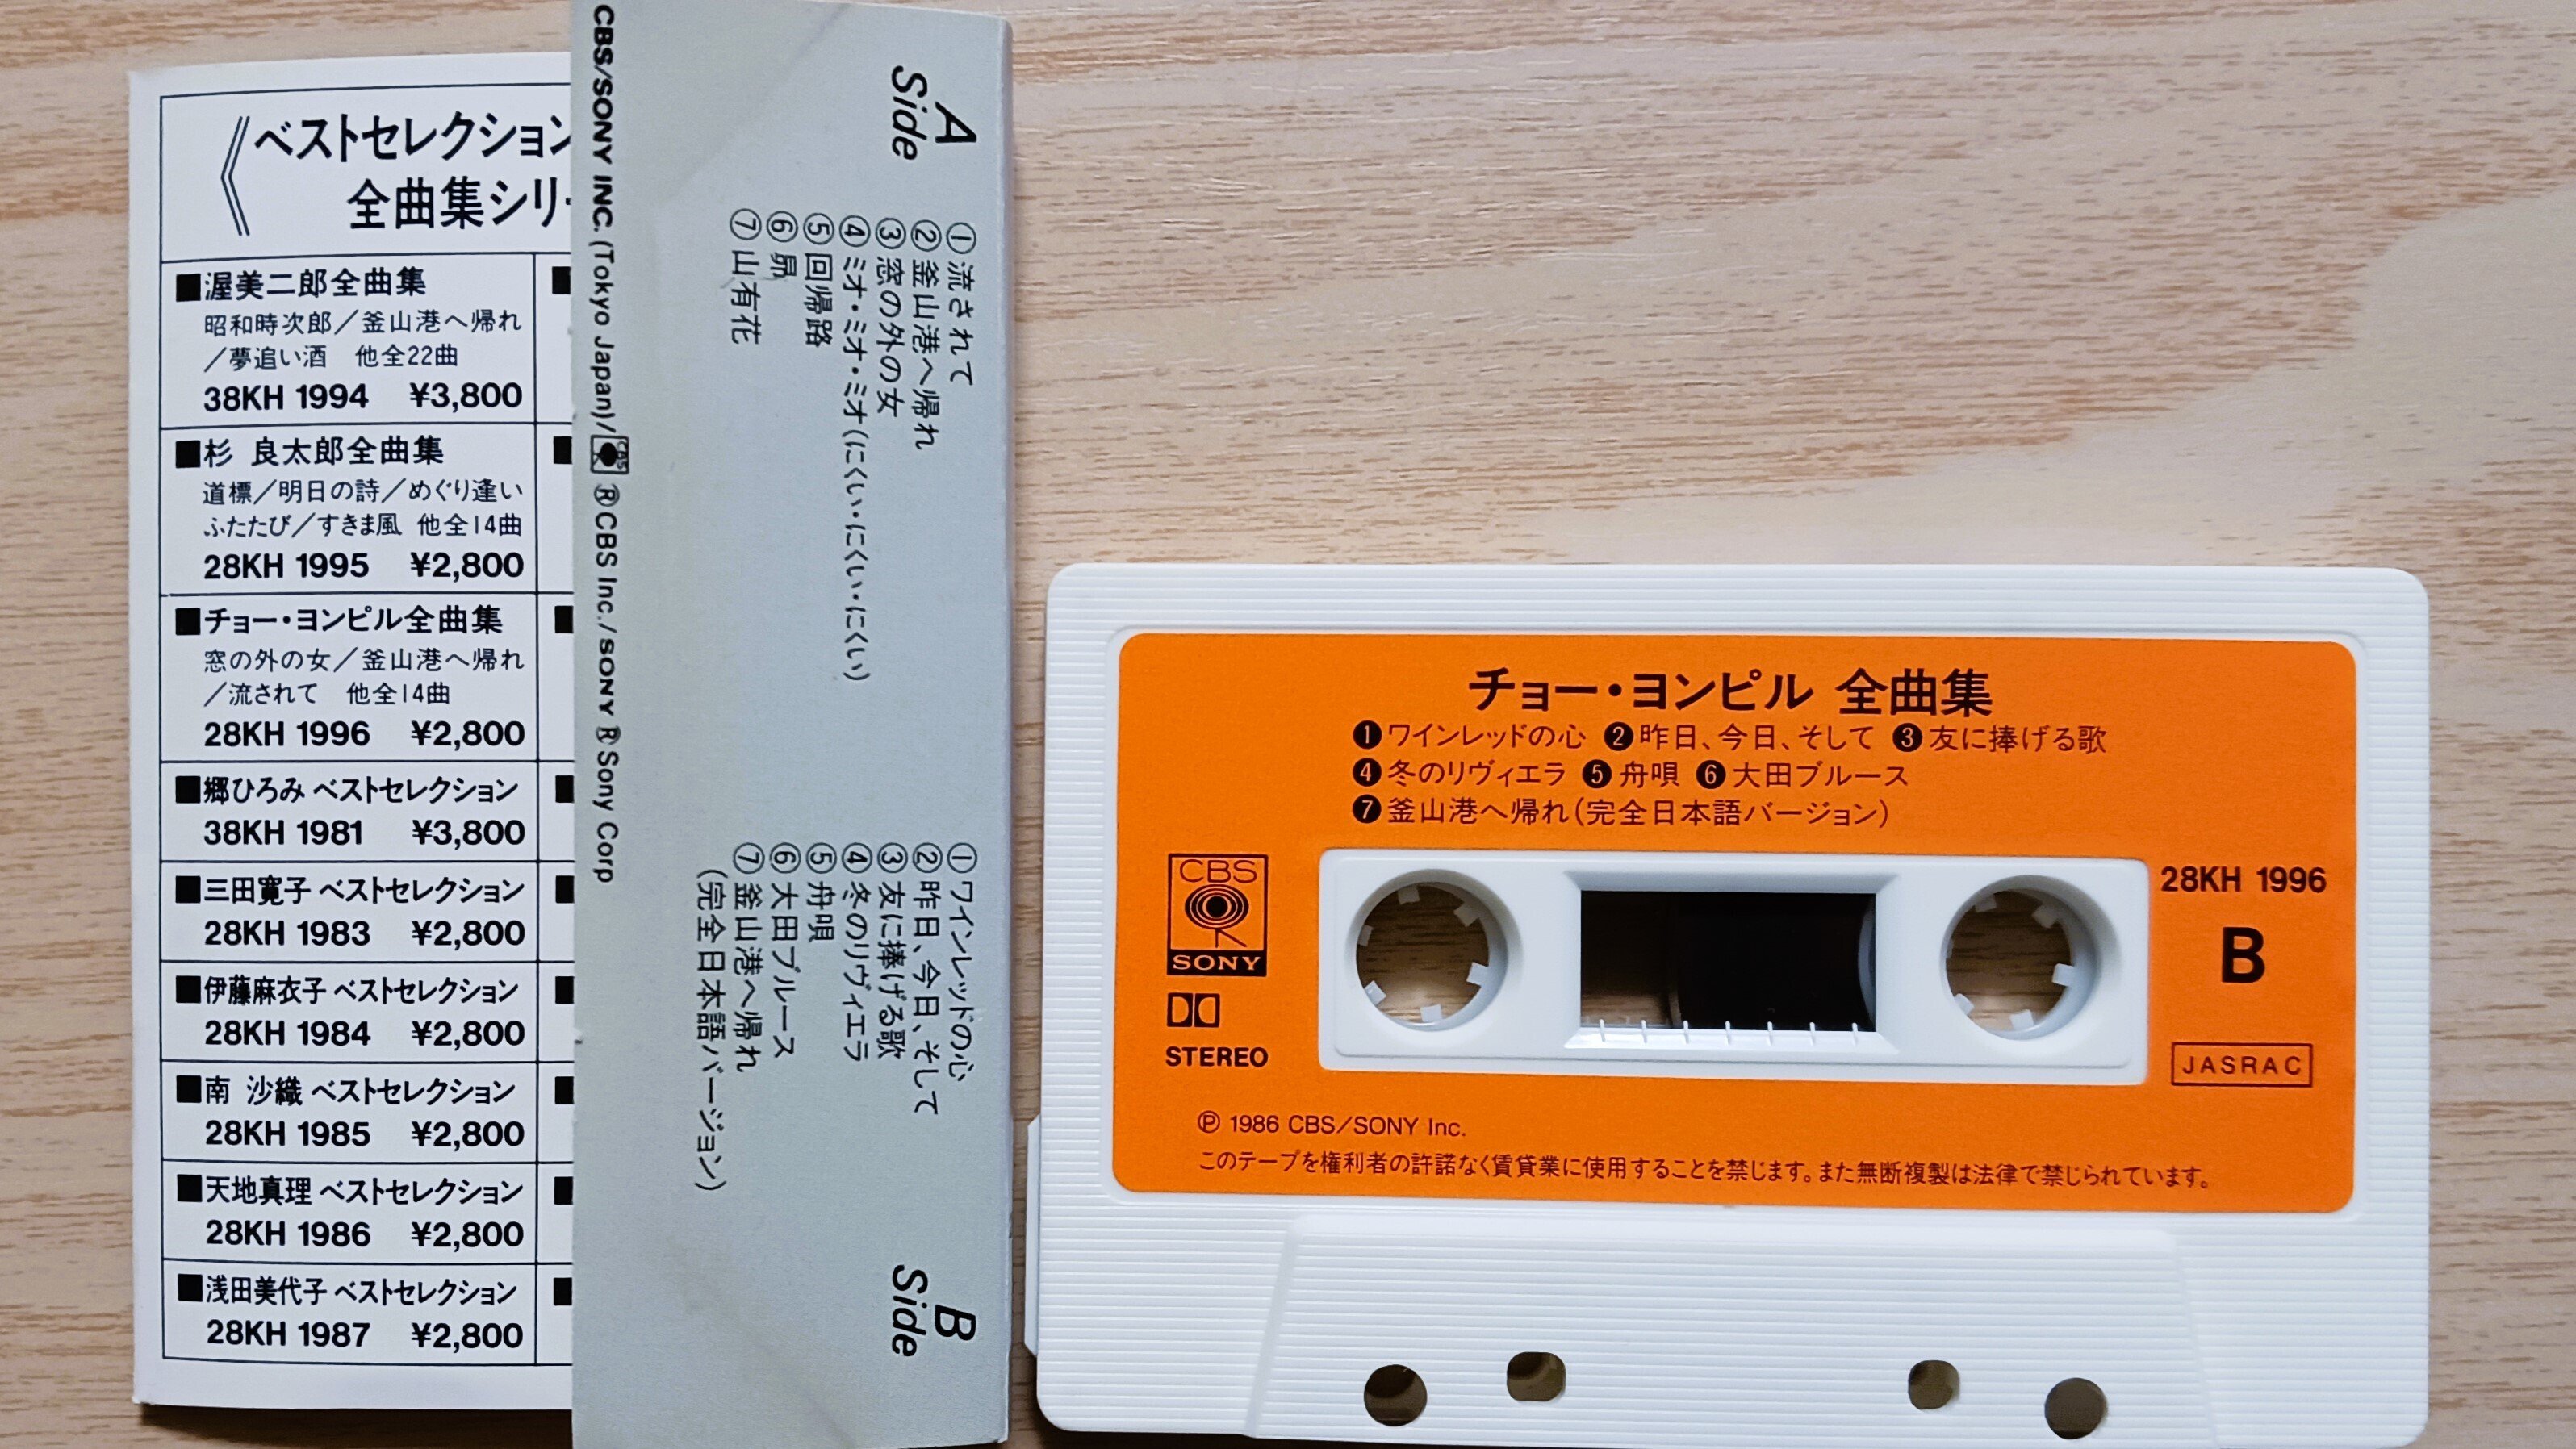 《ベストセレクション
全曲集シリー
■渥美二郎全曲集
昭和時次郎／釜山港へ帰れ
／夢追い酒　他全22曲
38KH 1994　¥3,800
■杉 良太郎全曲集
道標／明日の詩／めぐり逢い
ふたたび／すきま風 他全14曲
28KH 1995　¥2,800
■チョー・ヨンピル全曲集
窓の外の女／釜山港へ帰れ
／流されて　他全14曲
28KH 1996　¥2,800
■郷ひろみ ベストセレクション
38KH 1981　¥3,800
■三田寛子 ベストセレクション
28KH 1983　¥2,800
■伊藤麻衣子 ベストセレクション
28KH 1984　¥2,800
■南 沙織 ベストセレクション
28KH 1985　¥2,800
■天地真理 ベストセレクション
28KH 1986　¥2,800
■浅田美代子 ベストセレクション
28KH 1987　¥2,800
A
Side
①流されて
②釜山港へ帰れ
③窓の外の女
④ミオ・ミオ・ミオ(にくい・にくい・にくい)
⑤回帰路
⑥昴
⑦山有花
B
Side
①ワインレッドの心
②昨日、今日、そして
③友に捧げる歌
④冬のリヴィエラ
⑤舟唄
⑥大田ブルース
⑦釜山港へ帰れ
(完全日本語バージョン)
CBS/SONY INC. (Tokyo Japan)/CBS ®CBS Inc./SONY ®Sony Corp
チョー・ヨンピル 全曲集
❶ワインレッドの心 ❷昨日、今日、そして ❸友に捧げる歌
❹冬のリヴィエラ ❺舟唄 ❻大田ブルース
❼釜山港へ帰れ(完全日本語バージョン)
CBS
SONY
STEREO
28KH 1996
B
JASRAC
℗ 1986 CBS/SONY Inc.
このテープを権利者の許諾なく賃貸業に使用することを禁じます。また無断複製は法律で禁じられています。